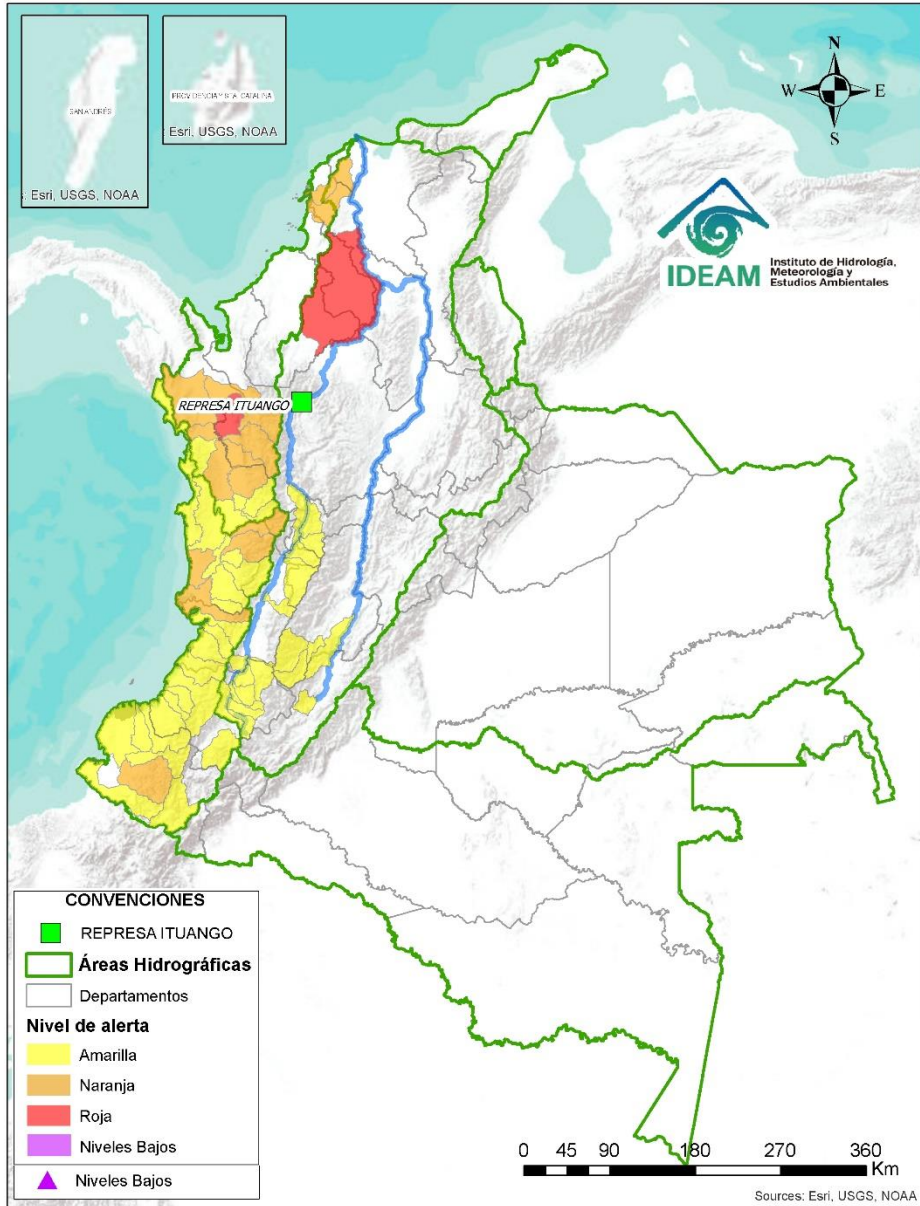 SAN ANDRÉS
: Esri, USGS, NOAA
PROVIDENCIA Y STA. CATALINA
: Esri, USGS, NOAA
N
W E
S
IDEAM
Instituto de Hidrología,
Meteorología y
Estudios Ambientales
REPRESA ITUANGO
CONVENCIONES
REPRESA ITUANGO
Áreas Hidrográficas
Departamentos
Nivel de alerta
Amarilla
Naranja
Roja
Niveles Bajos
Niveles Bajos
0 45 90 180 270 360
Km
Sources: Esri, USGS, NOAA